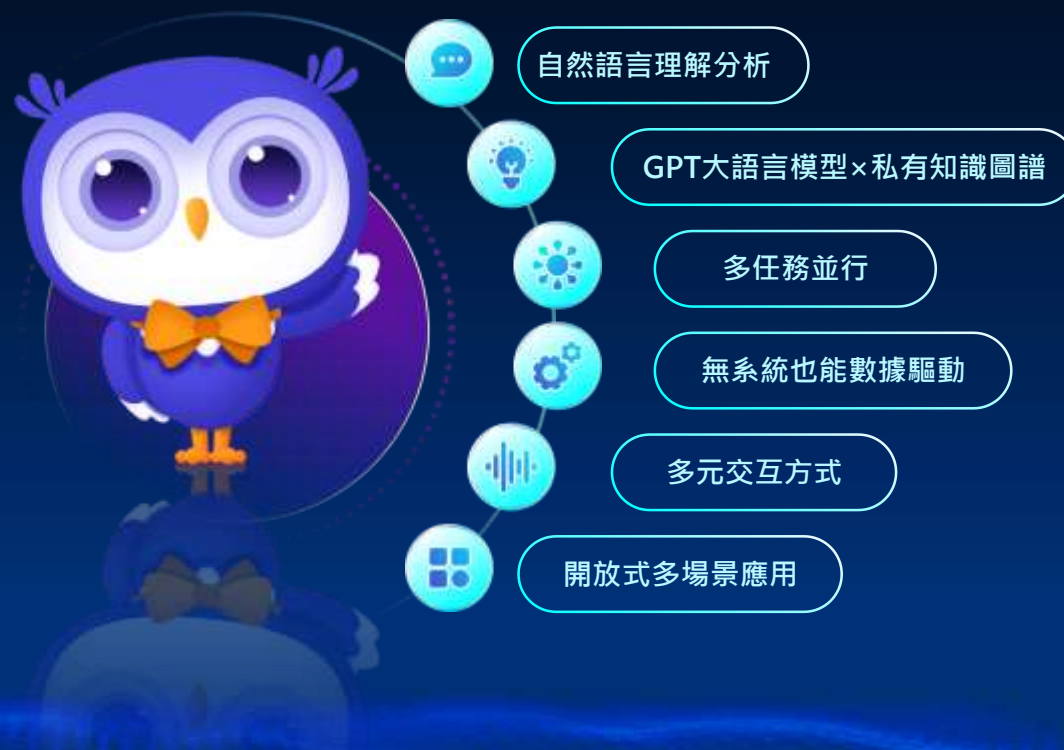 自然語言理解分析
GPT大語言模型×私有知識圖譜
多任務並行
無系統也能數據驅動
多元交互方式
開放式多場景應用